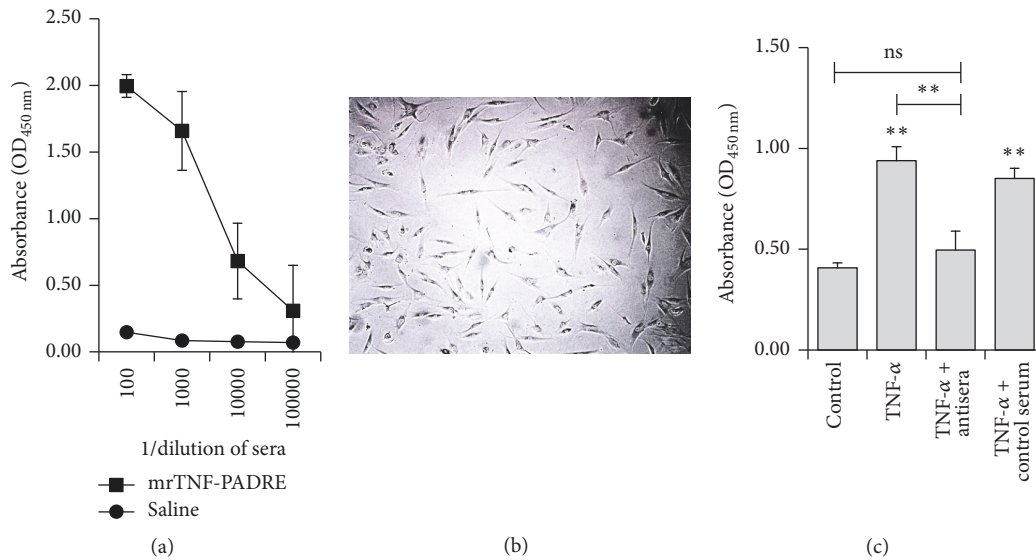 2.50
2.00
1.50
1.00
0.50
0.00
Absorbance (OD450 nm)
100
1000
10000
100000
1/dilution of sera
mrTNF-PADRE
Saline
(a)
(b)
1.50
1.00
0.50
0.00
Absorbance (OD450 nm)
ns
**
**
**
Control
TNF-α
TNF-α +
antisera
TNF-α +
control serum
(c)